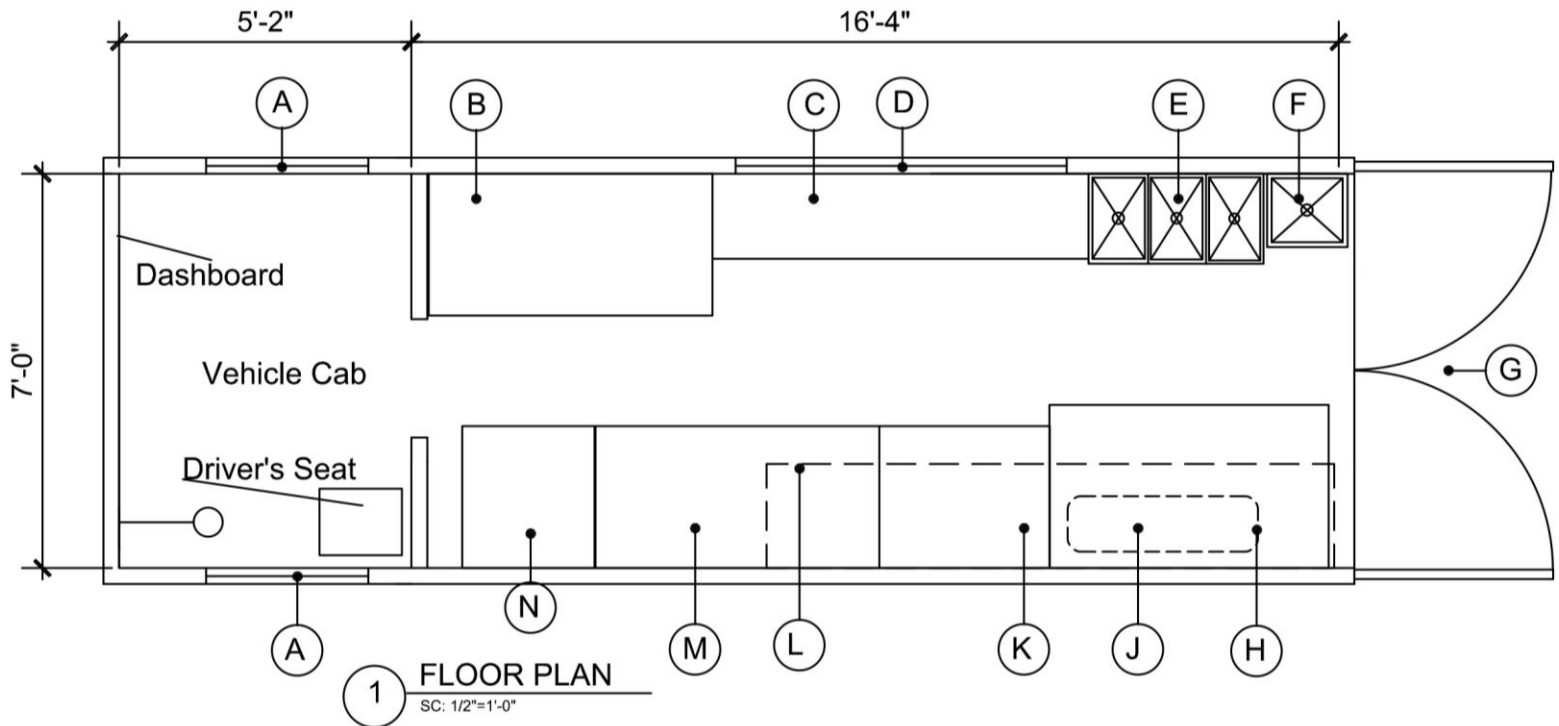 5'-2"
16'-4"
A
B
C
D
E
F
Dashboard
7'-0"
Vehicle Cab
G
Driver's Seat
N
A
M
L
K
J
H
1
FLOOR PLAN
SC: 1/2"=1'-0"